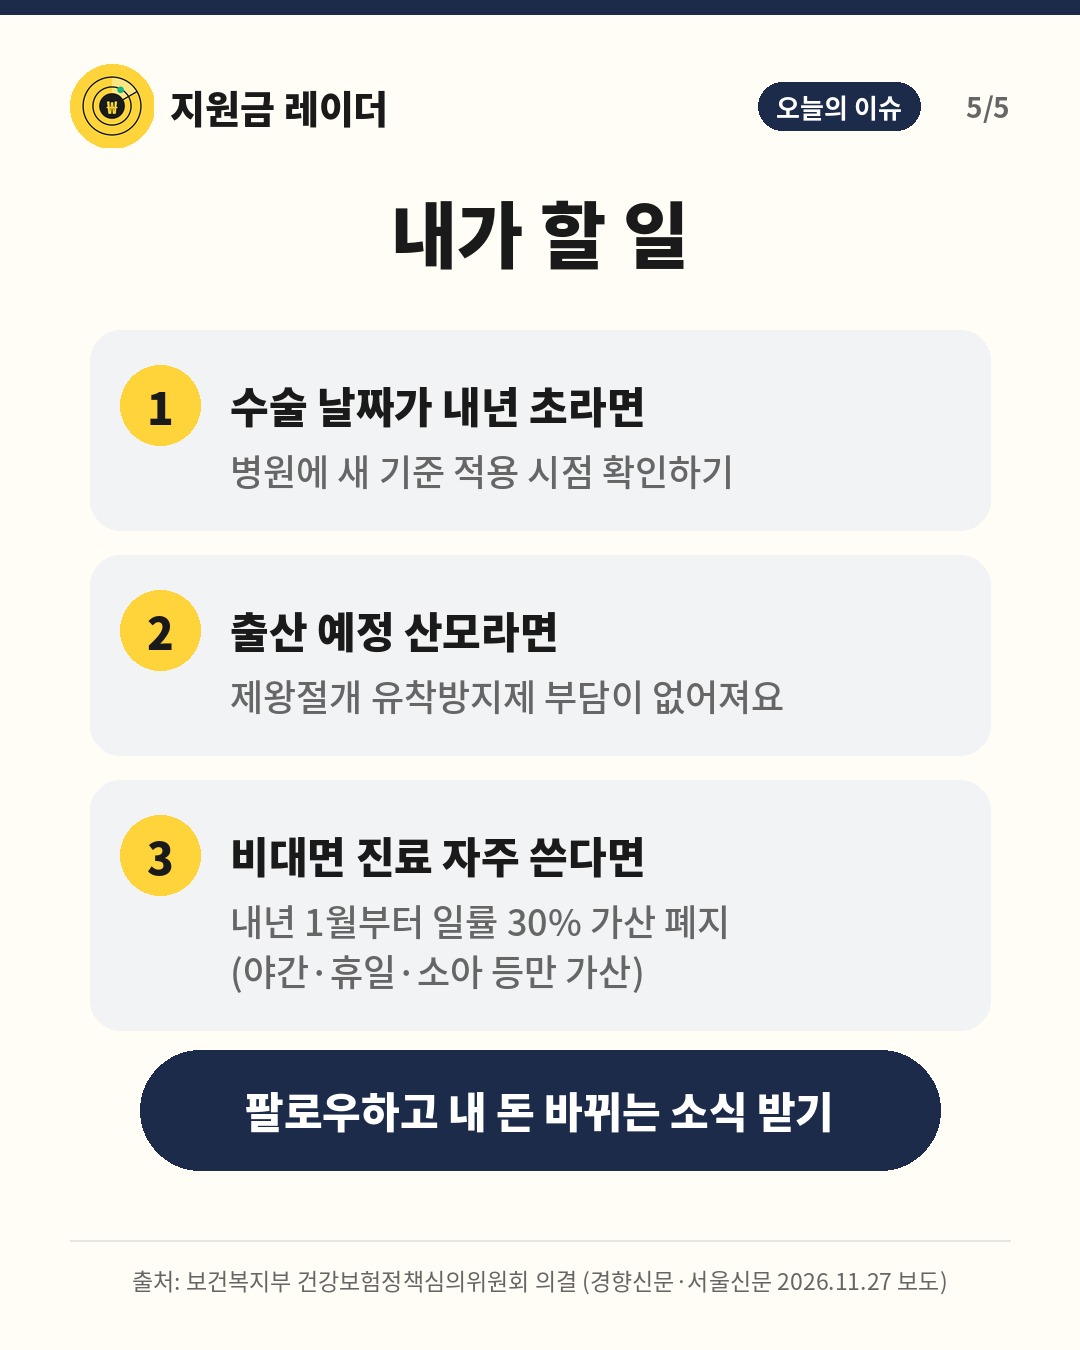 ₩
지원금 레이더
오늘의 이슈
5/5
내가 할 일
1
수술 날짜가 내년 초라면
병원에 새 기준 적용 시점 확인하기
2
출산 예정 산모라면
제왕절개 유착방지제 부담이 없어져요
3
비대면 진료 자주 쓴다면
내년 1월부터 일률 30% 가산 폐지
(야간·휴일·소아 등만 가산)
팔로우하고 내 돈 바뀌는 소식 받기
출처: 보건복지부 건강보험정책심의위원회 의결 (경향신문·서울신문 2026.11.27 보도)